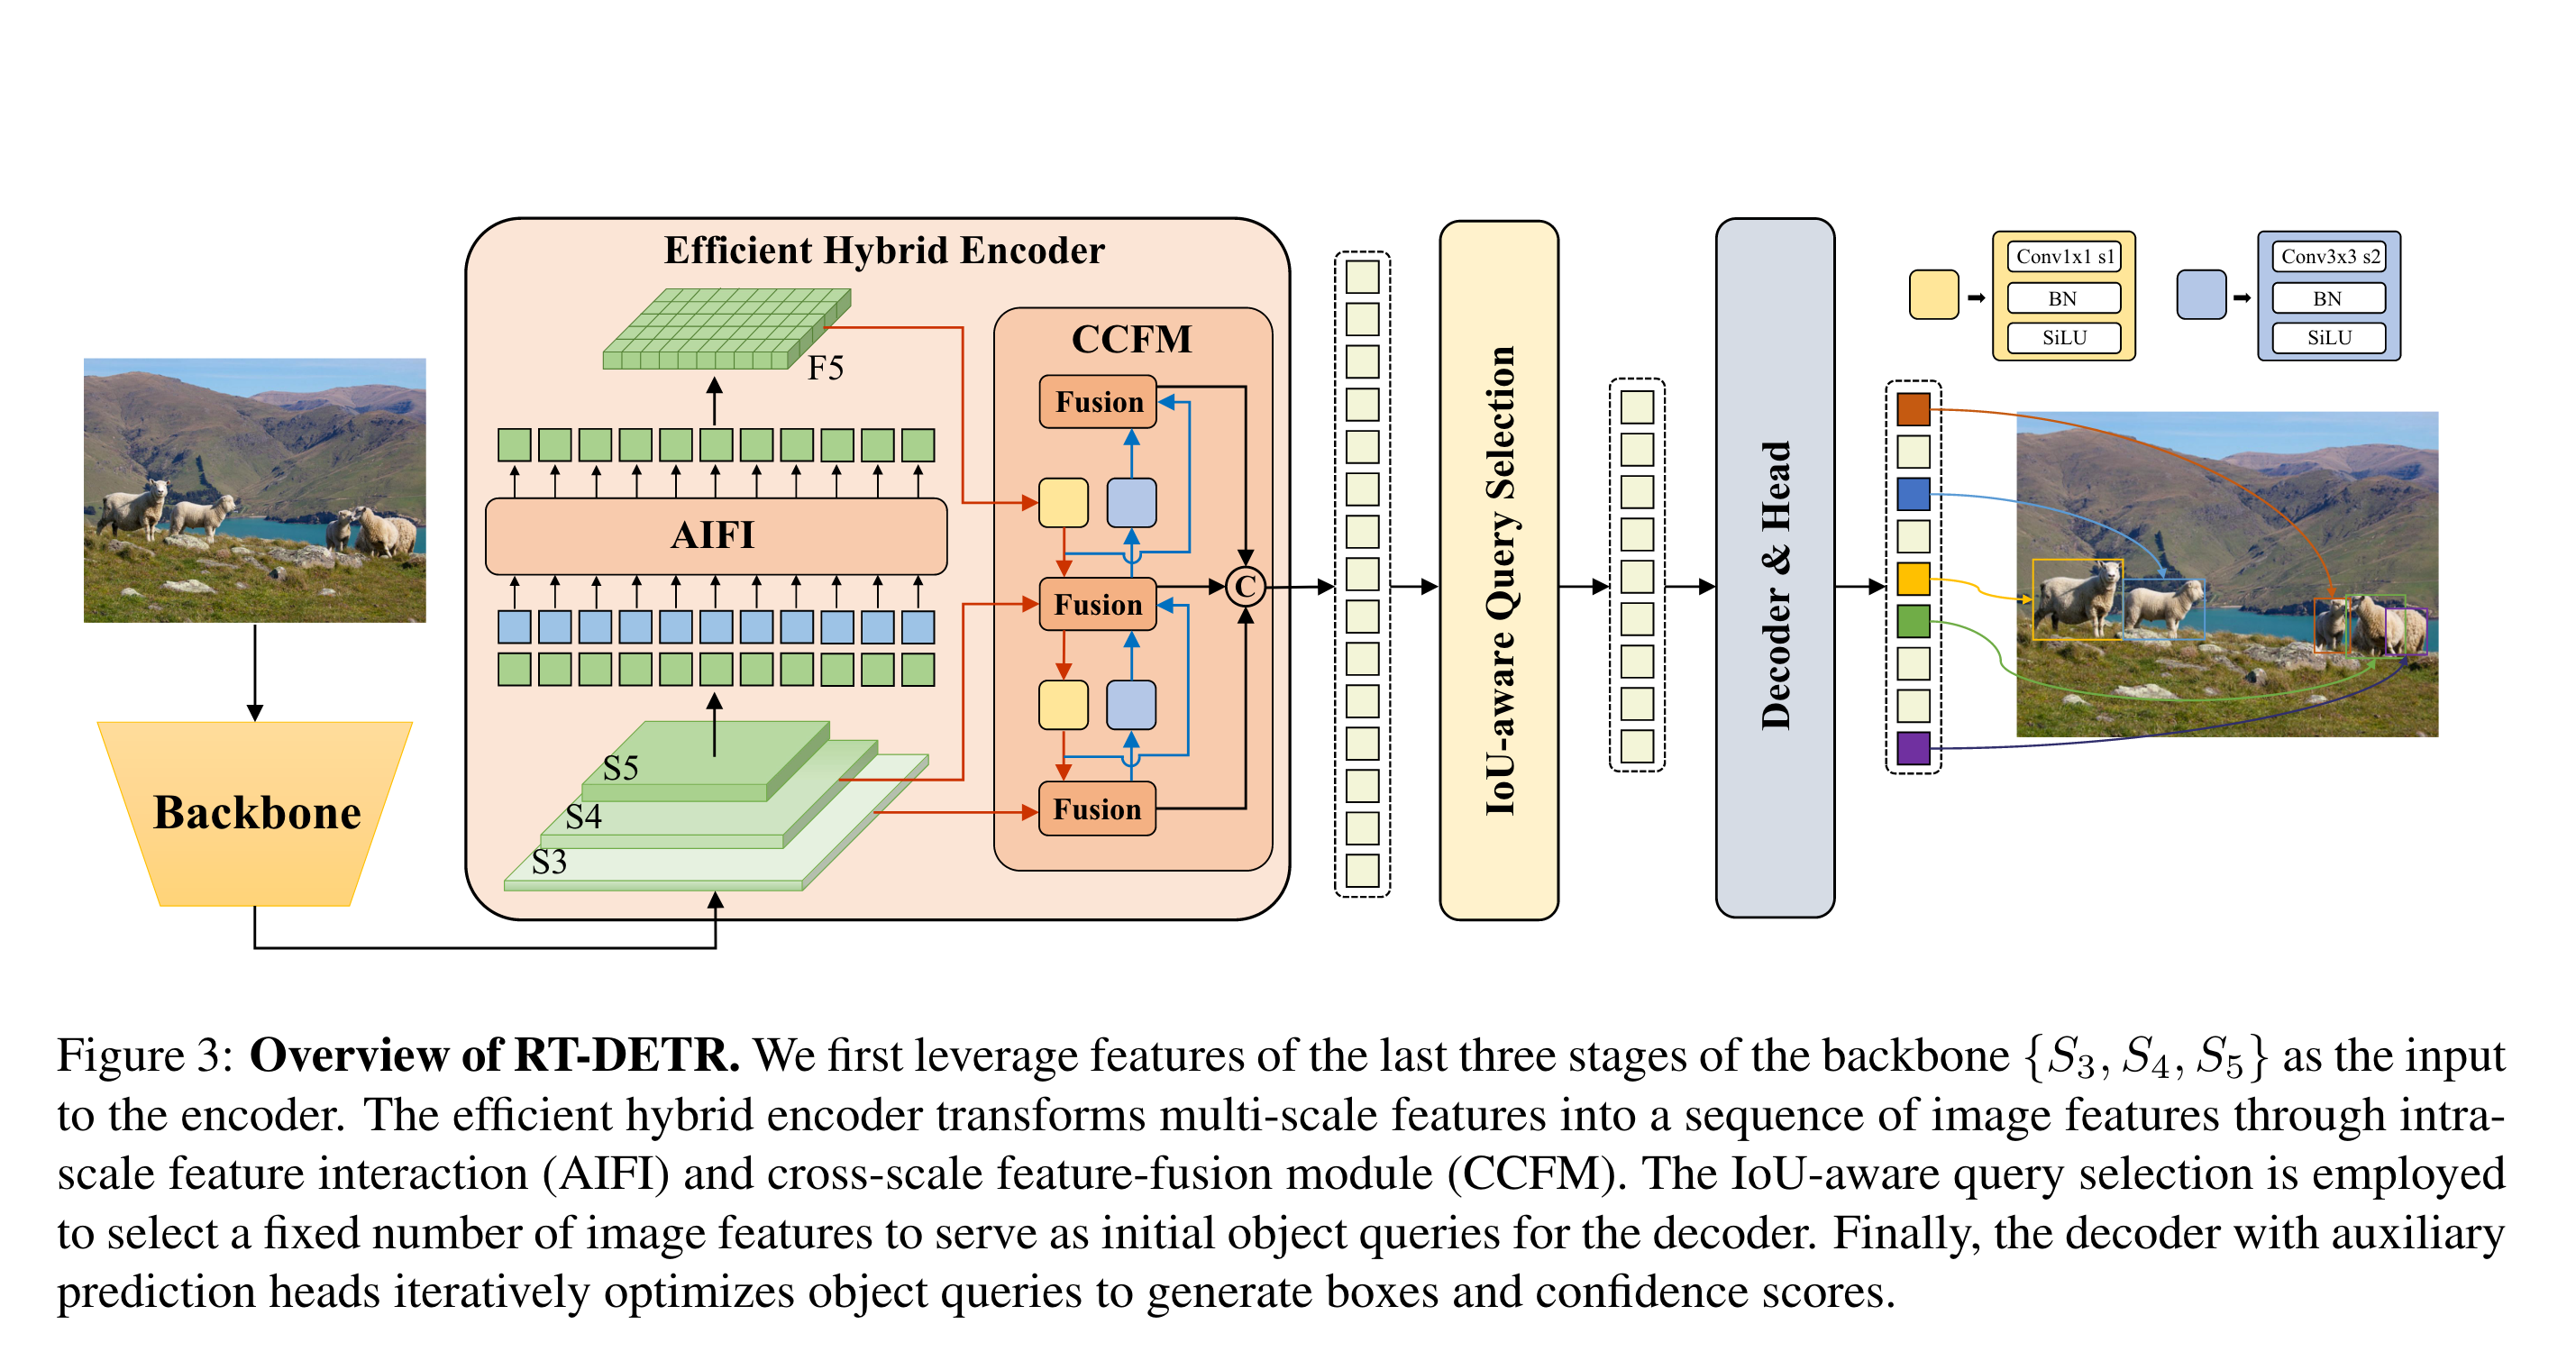 Efficient Hybrid Encoder
F5
AIFI
S5
S4
S3
Backbone
CCFM
Fusion
Fusion
Fusion
C
IoU-aware Query Selection
Decoder & Head
Conv1x1 s1
BN
SiLU
Conv3x3 s2
BN
SiLU
Figure 3: Overview of RT-DETR. We first leverage features of the last three stages of the backbone {S₃, S₄, S₅} as the input
to the encoder. The efficient hybrid encoder transforms multi-scale features into a sequence of image features through intra-
scale feature interaction (AIFI) and cross-scale feature-fusion module (CCFM). The IoU-aware query selection is employed
to select a fixed number of image features to serve as initial object queries for the decoder. Finally, the decoder with auxiliary
prediction heads iteratively optimizes object queries to generate boxes and confidence scores.